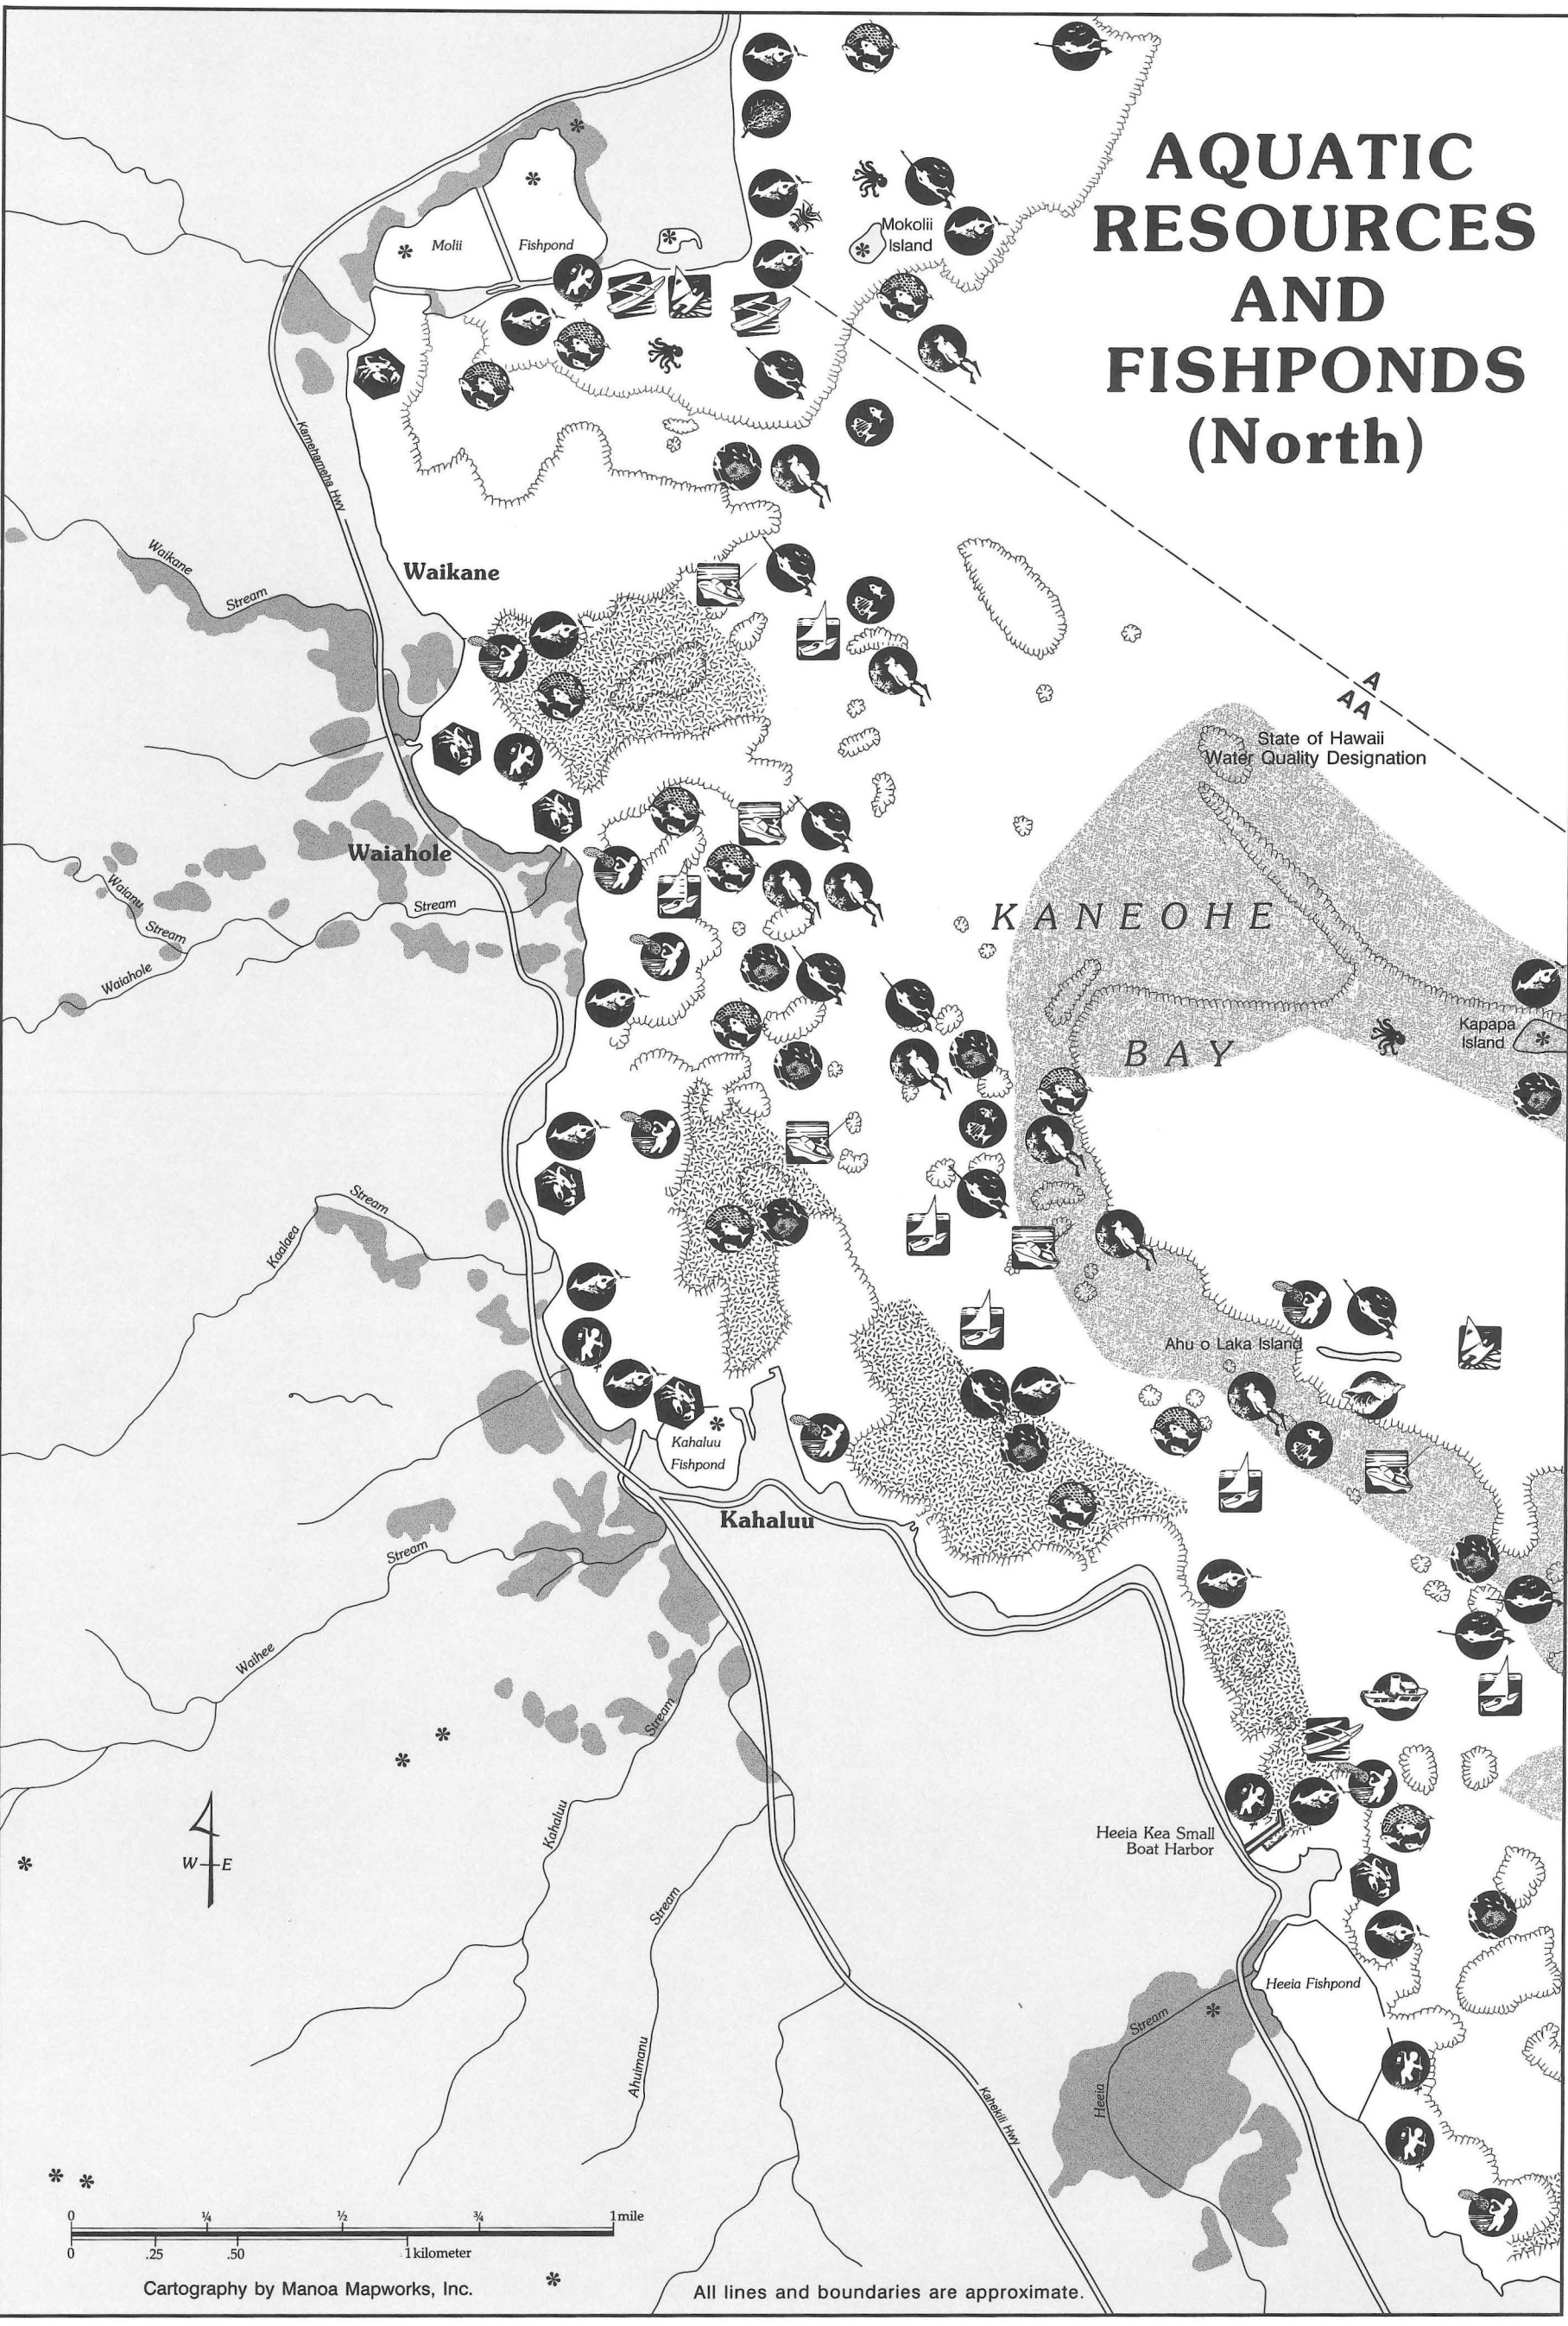 AQUATIC
RESOURCES
AND
FISHPONDS
(North)
Mokolii
Island
Molii
Fishpond
Kamehameha Hwy
Waikane
Stream
Waikane
A
AA
State of Hawaii
Water Quality Designation
Waiahole
Waianu
Stream
Stream
Waiahole
KANEOHE
BAY
Kapapa
Island
Stream
Kaalaea
Ahu o Laka Island
Kahaluu
Fishpond
Kahaluu
Stream
Waihee
Stream
Kahaluu
W E
Heeia Kea Small
Boat Harbor
Stream
Ahuimanu
Heeia Fishpond
Stream
Heeia
Kahekili Hwy
0 ¼ ½ ¾ 1 mile
0 .25 .50 1 kilometer
Cartography by Manoa Mapworks, Inc.
All lines and boundaries are approximate.